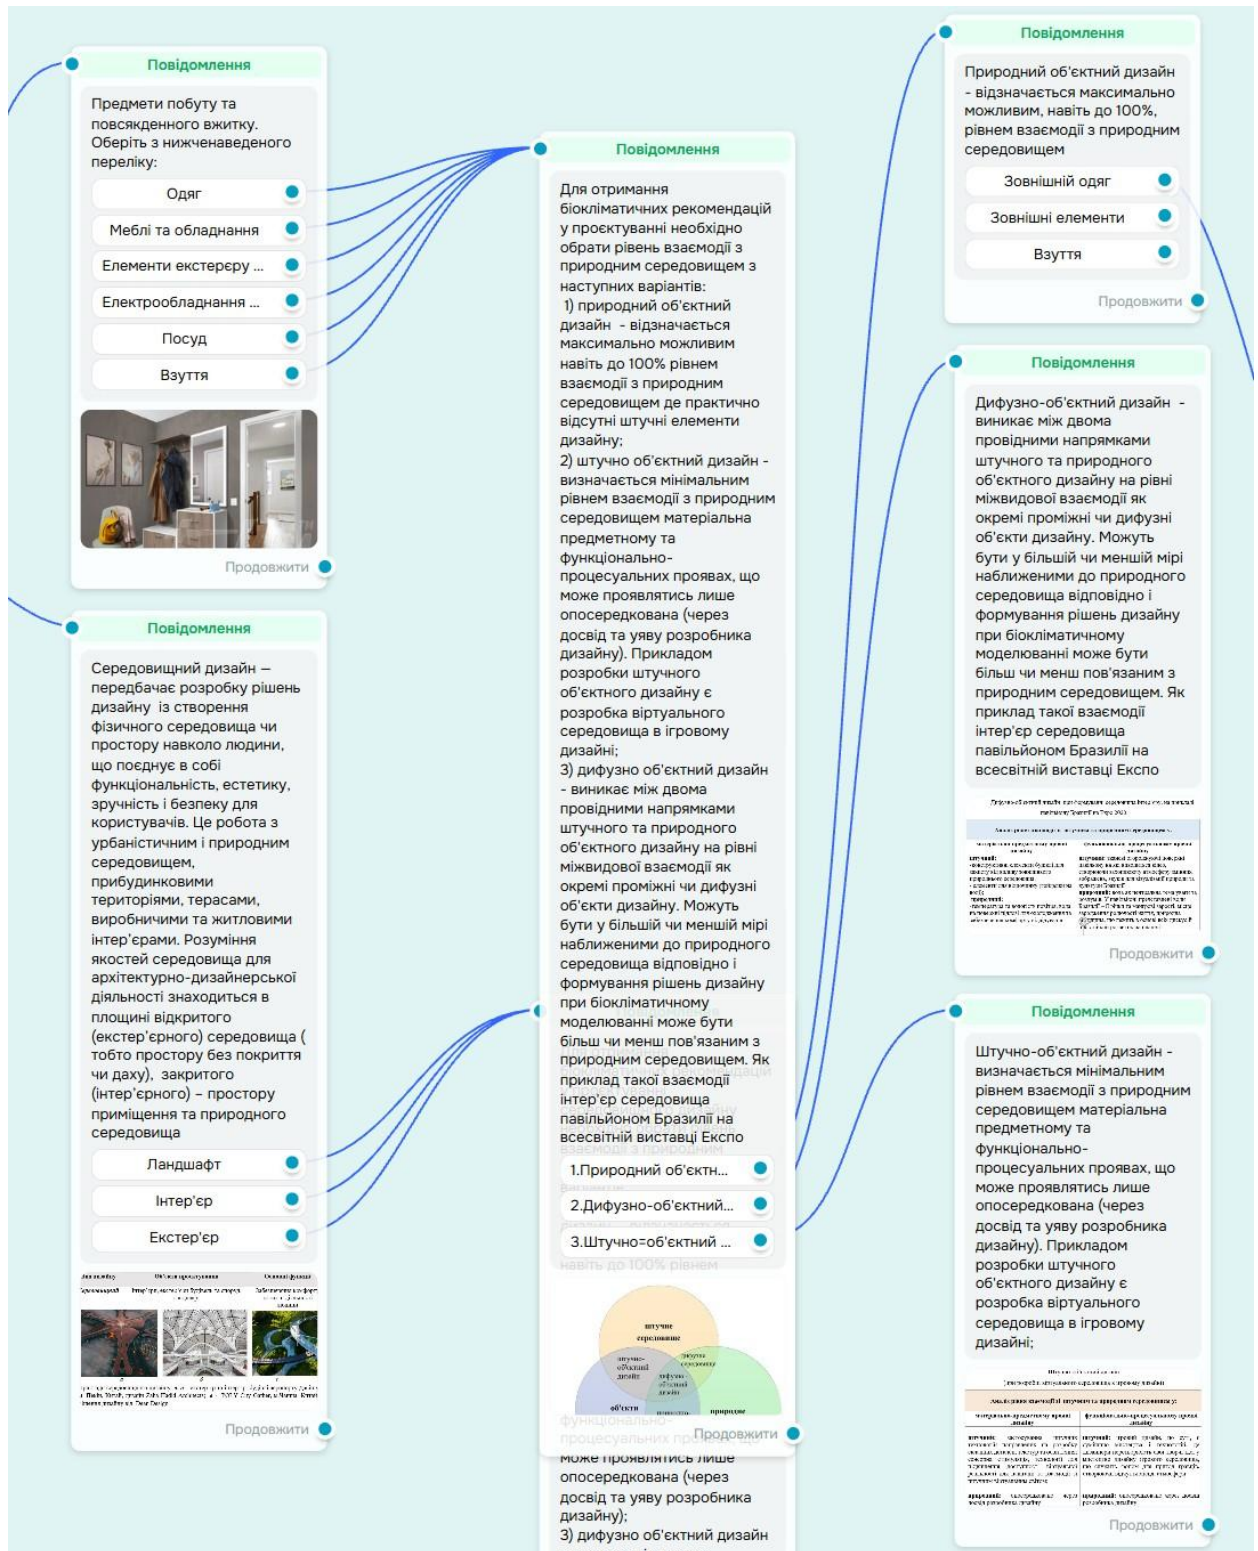 Повідомлення
Предмети побуту та
повсякденного вжитку.
Оберіть з нижченаведеного
переліку:
Одяг
Меблі та обладнання
Елементи екстерєру ...
Електрообладнання ...
Посуд
Взуття
Продовжити
Повідомлення
Середовищний дизайн —
передбачає розробку рішень
дизайну із створення
фізичного середовища чи
простору навколо людини,
що поєднує в собі
функціональність, естетику,
зручність і безпеку для
користувачів. Це робота з
урбаністичним і природним
середовищем,
прибудинковими
територіями, терасами,
виробничими та житловими
інтер'єрами. Розуміння
якостей середовища для
архітектурно-дизайнерської
діяльності знаходиться в
площині відкритого
(екстер'єрного) середовища (
тобто простору без покриття
чи даху), закритого
(інтер'єрного) – простору
приміщення та природного
середовища
Ландшафт
Інтер'єр
Екстер'єр
Продовжити
Повідомлення
Для отримання
біокліматичних рекомендацій
у проєктуванні необхідно
обрати рівень взаємодії з
природним середовищем з
наступних варіантів:
1) природний об'єктний
дизайн - відзначається
максимально можливим
навіть до 100% рівнем
взаємодії з природним
середовищем де практично
відсутні штучні елементи
дизайну;
2) штучно об'єктний дизайн -
визначається мінімальним
рівнем взаємодії з природним
середовищем матеріальна
предметному та
функціонально-
процесуальних проявах, що
може проявлятись лише
опосередкована (через
досвід та уяву розробника
дизайну). Прикладом
розробки штучного
об'єктного дизайну є
розробка віртуального
середовища в ігровому
дизайні;
3) дифузно об'єктний дизайн
- виникає між двома
провідними напрямками
штучного та природного
об'єктного дизайну на рівні
міжвидової взаємодії як
окремі проміжні чи дифузні
об'єкти дизайну. Можуть
бути у більшій чи меншій мірі
наближеними до природного
середовища відповідно і
формування рішень дизайну
при біокліматичному
моделюванні може бути
більш чи менш пов'язаним з
природним середовищем. Як
приклад такої взаємодії
інтер'єр середовища
павільйоном Бразилії на
всесвітній виставці Експо
1.Природний об'єктн...
2.Дифузно-об'єктний...
3.Штучно=об'єктний ...
штучне
середовище
штучно-
об'єктний
дизайн
дифузне
середовище
дифузно-
об'єктний
дизайн
об'єкти
природне
Продовжити
може проявлятись лише
опосередкована (через
досвід та уяву розробника
дизайну);
3) дифузно об'єктний дизайн
Повідомлення
Природний об'єктний дизайн
- відзначається максимально
можливим, навіть до 100%,
рівнем взаємодії з природним
середовищем
Зовнішній одяг
Зовнішні елементи
Взуття
Продовжити
Повідомлення
Дифузно-об'єктний дизайн -
виникає між двома
провідними напрямками
штучного та природного
об'єктного дизайну на рівні
міжвидової взаємодії як
окремі проміжні чи дифузні
об'єкти дизайну. Можуть
бути у більшій чи меншій мірі
наближеними до природного
середовища відповідно і
формування рішень дизайну
при біокліматичному
моделюванні може бути
більш чи менш пов'язаним з
природним середовищем. Як
приклад такої взаємодії
інтер'єр середовища
павільйоном Бразилії на
всесвітній виставці Експо
Продовжити
Повідомлення
Штучно-об'єктний дизайн -
визначається мінімальним
рівнем взаємодії з природним
середовищем матеріальна
предметному та
функціонально-
процесуальних проявах, що
може проявлятись лише
опосередкована (через
досвід та уяву розробника
дизайну). Прикладом
розробки штучного
об'єктного дизайну є
розробка віртуального
середовища в ігровому
дизайні;
Продовжити